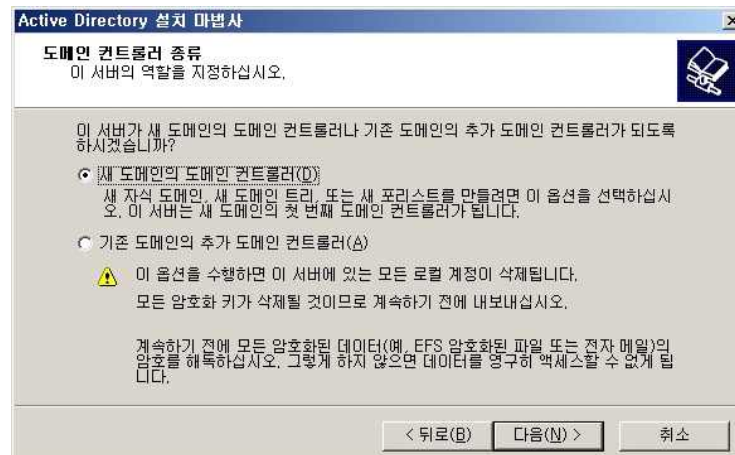 Active Directory 설치 마법사
도메인 컨트롤러 종류
이 서버의 역할을 지정하십시오.
이 서버가 새 도메인의 도메인 컨트롤러나 기존 도메인의 추가 도메인 컨트롤러가 되도록
하시겠습니까?
새 도메인의 도메인 컨트롤러(D)
새 자식 도메인, 새 도메인 트리, 또는 새 포리스트를 만들려면 이 옵션을 선택하십시
오. 이 서버는 새 도메인의 첫 번째 도메인 컨트롤러가 됩니다.
기존 도메인의 추가 도메인 컨트롤러(A)
이 옵션을 수행하면 이 서버에 있는 모든 로컬 계정이 삭제됩니다.
모든 암호화 키가 삭제될 것이므로 계속하기 전에 내보내십시오.
계속하기 전에 모든 암호화된 데이터(예, EFS 암호화된 파일 또는 전자 메일)의
암호를 해독하십시오. 그렇게 하지 않으면 데이터를 영구히 액세스할 수 없게 됩
니다.
< 뒤로(B) 다음(N) > 취소